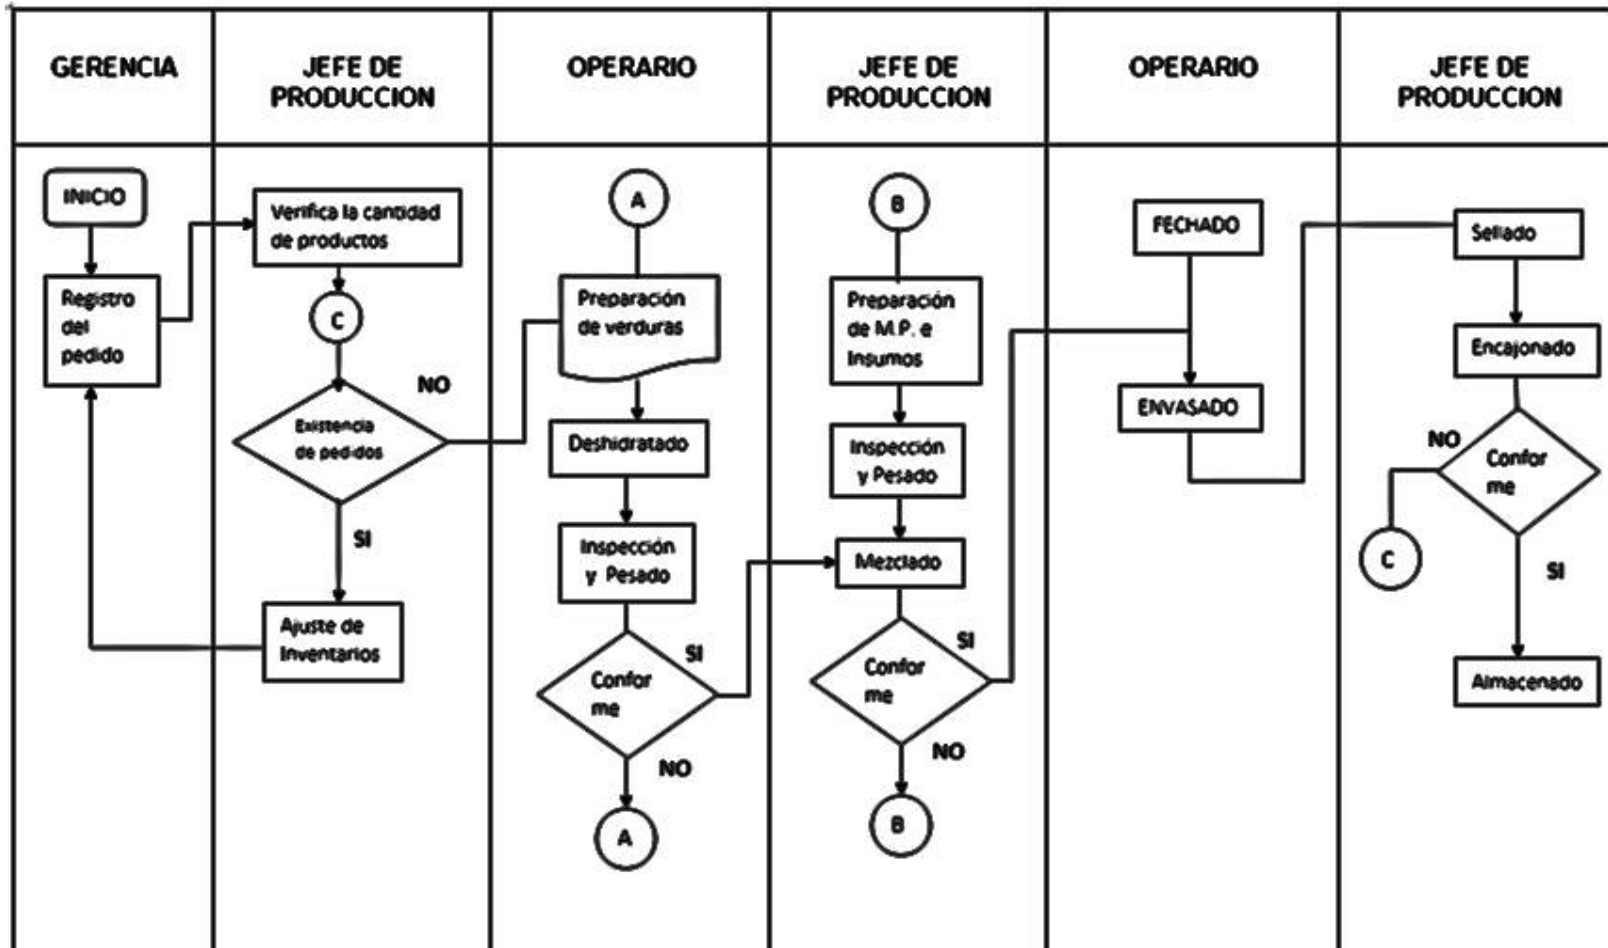 GERENCIA
JEFE DE
PRODUCCION
OPERARIO
JEFE DE
PRODUCCION
OPERARIO
JEFE DE
PRODUCCION
INICIO
Registro
del
pedido
Verifica la cantidad
de productos
C
NO
Existencia
de pedidos
SI
Ajuste de
Inventarios
A
Preparación
de verduras
Deshidratado
Inspección
y Pesado
SI
Confor
me
NO
A
B
Preparación
de M.P. e
Insumos
Inspección
y Pesado
Mezclado
SI
Confor
me
NO
B
FECHADO
ENVASADO
Sellado
Encajonado
NO
Confor
me
C
SI
Almacenado